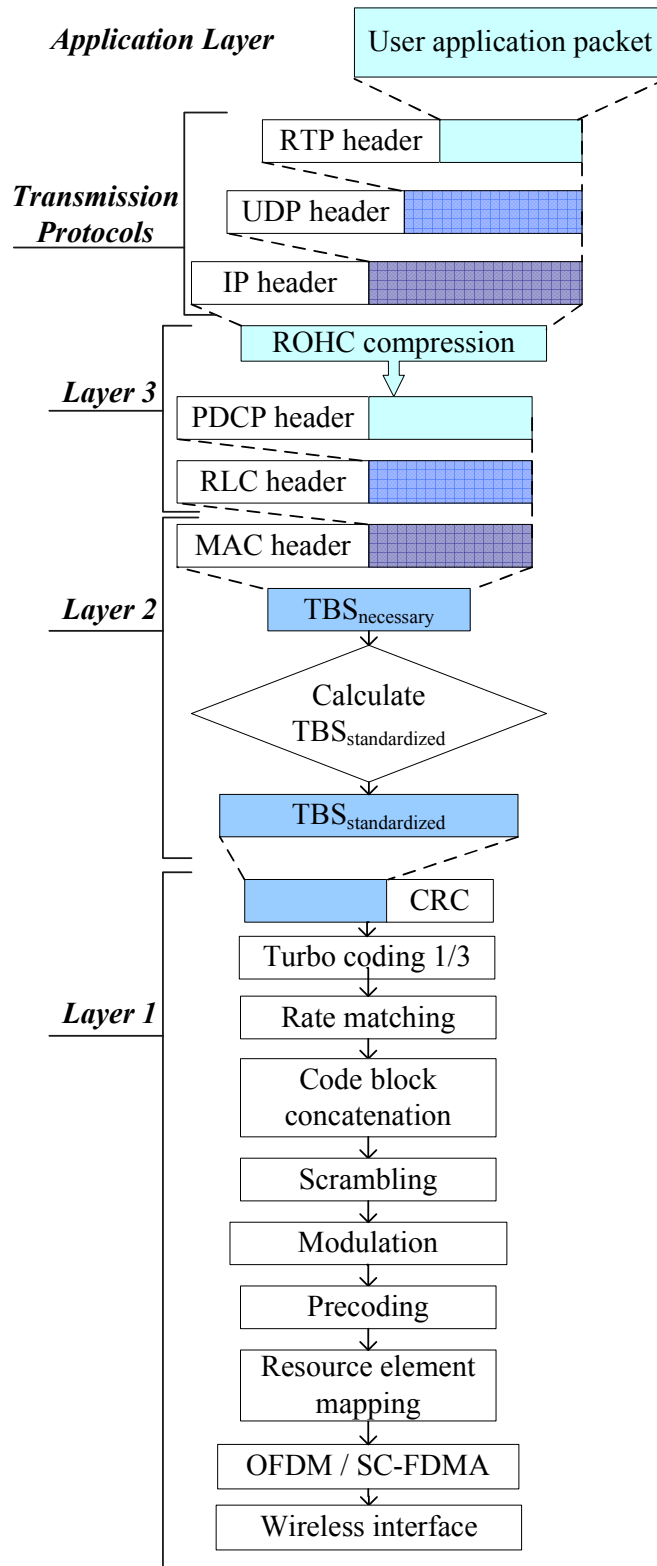 Application Layer
User application packet
RTP header
Transmission
Protocols
UDP header
IP header
ROHC compression
Layer 3
PDCP header
RLC header
MAC header
Layer 2
TBSnecessary
Calculate
TBSstandardized
TBSstandardized
CRC
Turbo coding 1/3
Layer 1
Rate matching
Code block
concatenation
Scrambling
Modulation
Precoding
Resource element
mapping
OFDM / SC-FDMA
Wireless interface